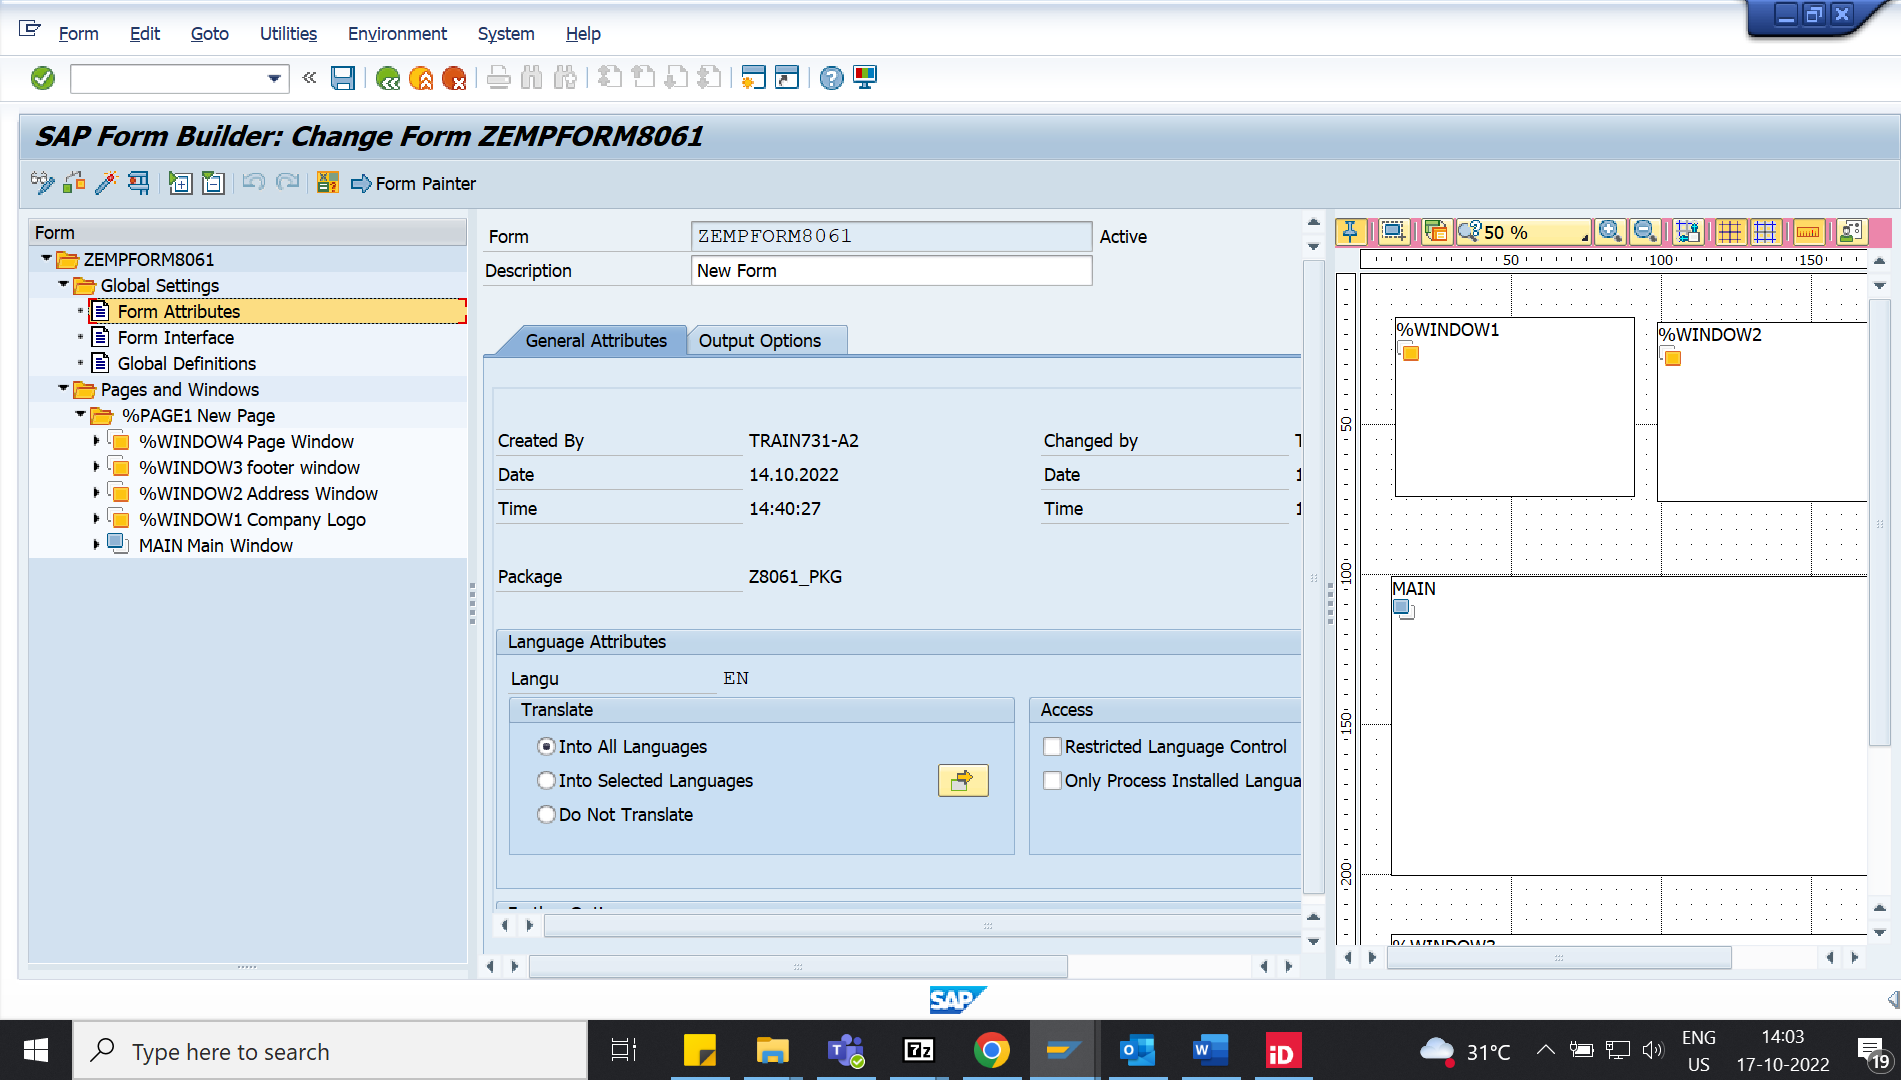 Form Edit Goto Utilities Environment System Help
SAP Form Builder: Change Form ZEMPFORM8061
Form Painter
Form
ZEMPFORM8061
Global Settings
Form Attributes
Form Interface
Global Definitions
Pages and Windows
%PAGE1 New Page
%WINDOW4 Page Window
%WINDOW3 footer window
%WINDOW2 Address Window
%WINDOW1 Company Logo
MAIN Main Window
Form ZEMPFORM8061 Active
Description New Form
General Attributes Output Options
Created By TRAIN731-A2 Changed by
Date 14.10.2022 Date
Time 14:40:27 Time
Package Z8061_PKG
Language Attributes
Langu EN
Translate Access
Into All Languages Restricted Language Control
Into Selected Languages Only Process Installed Langua
Do Not Translate
50 %
50 100 150
%WINDOW1 %WINDOW2
50
100
MAIN
150
200
%WINDOW3
SAP
Type here to search
7z
iD
31°C
ENG
US
14:03
17-10-2022
19